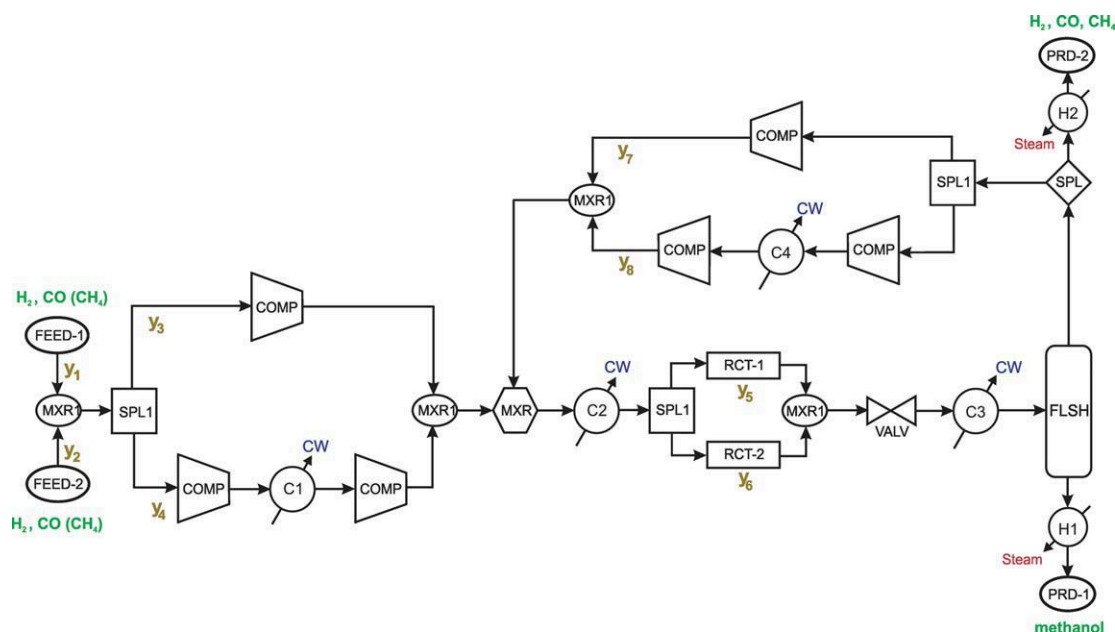 H₂, CO, CH₄
PRD-2
H2
Steam
COMP
y₇
SPL1
SPL
MXR1
CW
COMP
C4
COMP
y₈
H₂, CO (CH₄)
FEED-1
y₁
y₃
COMP
MXR1
SPL1
MXR1
MXR
CW
C2
SPL1
RCT-1
y₅
MXR1
RCT-2
y₆
VALV
CW
C3
FLSH
y₂
FEED-2
H₂, CO (CH₄)
y₄
COMP
CW
C1
COMP
H1
Steam
PRD-1
methanol